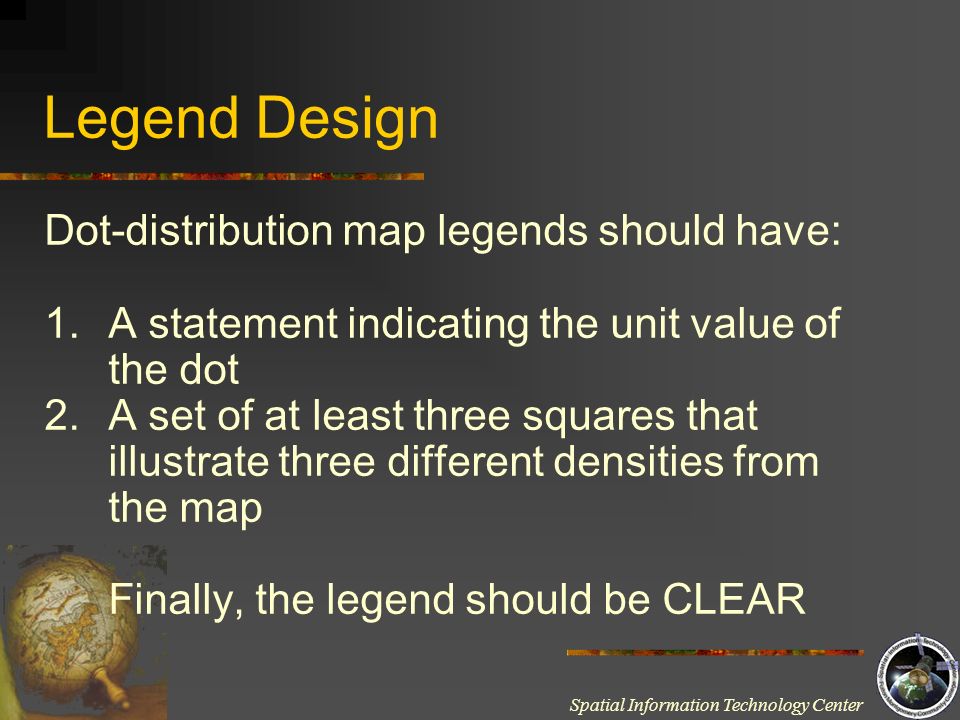 Legend Design
Dot-distribution map legends should have:
1. A statement indicating the unit value of
the dot
2. A set of at least three squares that
illustrate three different densities from
the map
Finally, the legend should be CLEAR
Spatial Information Technology Center